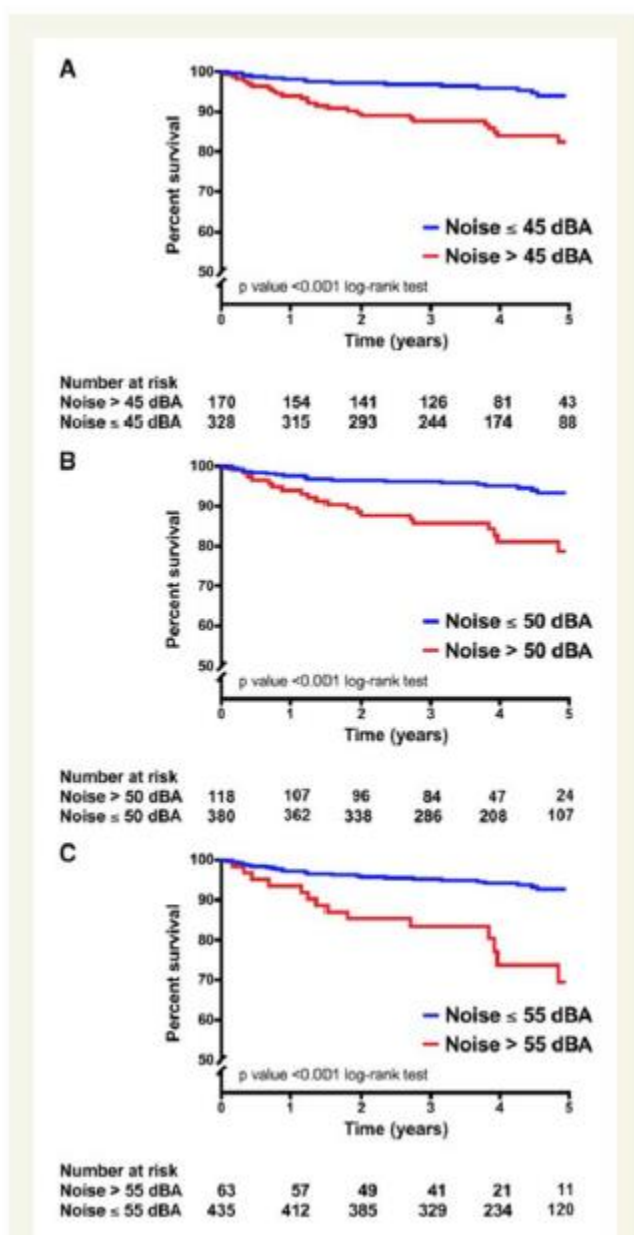 A
100
90
80
70
60
50
Percent survival
Noise ≤ 45 dBA
Noise > 45 dBA
p value <0.001 log-rank test
0 1 2 3 4 5
Time (years)
Number at risk
Noise > 45 dBA 170 154 141 126 81 43
Noise ≤ 45 dBA 328 315 293 244 174 88
B
100
90
80
70
60
50
Percent survival
Noise ≤ 50 dBA
Noise > 50 dBA
p value <0.001 log-rank test
0 1 2 3 4 5
Time (years)
Number at risk
Noise > 50 dBA 118 107 96 84 47 24
Noise ≤ 50 dBA 380 362 338 286 208 107
C
100
90
80
70
60
50
Percent survival
Noise ≤ 55 dBA
Noise > 55 dBA
p value <0.001 log-rank test
0 1 2 3 4 5
Time (years)
Number at risk
Noise > 55 dBA 63 57 49 41 21 11
Noise ≤ 55 dBA 435 412 385 329 234 120